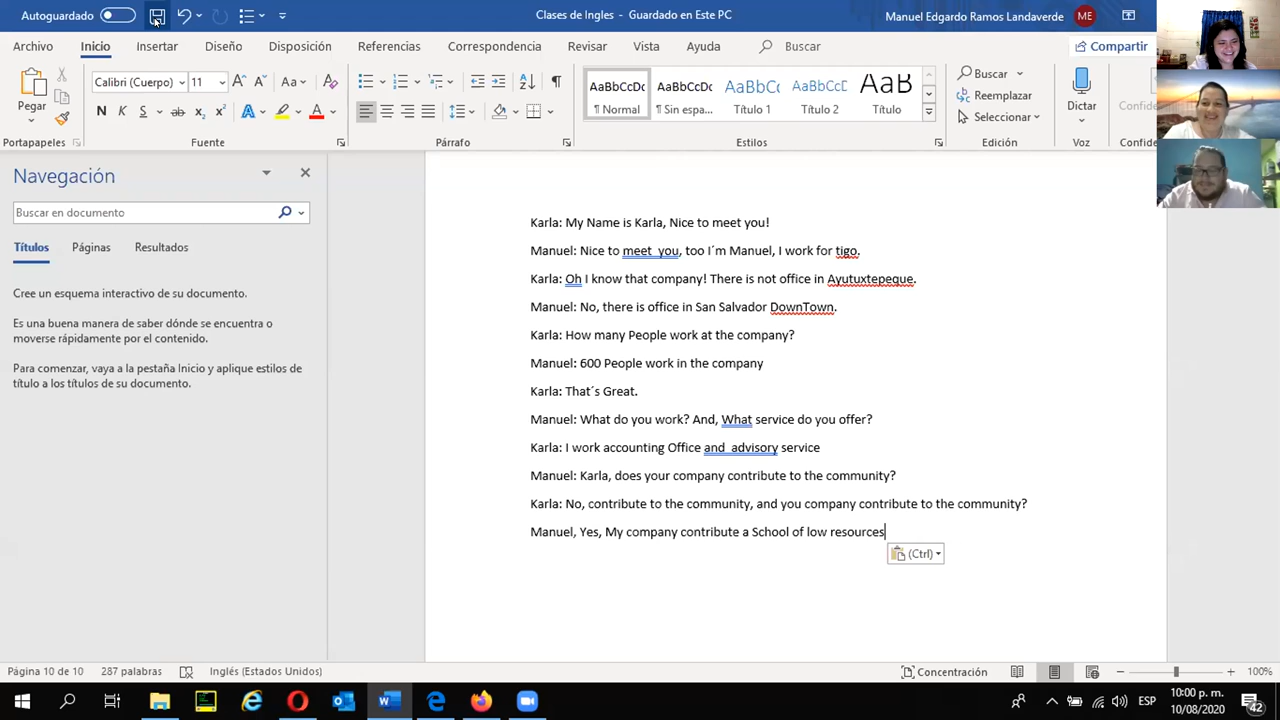 Autoguardado
Clases de Ingles - Guardado en Este PC
Manuel Edgardo Ramos Landaverde
ME
Archivo Inicio Insertar Diseño Disposición Referencias Correspondencia Revisar Vista Ayuda Buscar Compartir
Pegar
Portapapeles
Calibri (Cuerpo) 11
Fuente
Párrafo
AaBbCcDc
¶ Normal
AaBbCcDc
¶ Sin espa...
AaBbCc
Título 1
AaBbCcD
Título 2
AaB
Título
Estilos
Buscar
Reemplazar
Seleccionar
Edición
Dictar
Voz
Confide
Navegación
Buscar en documento
Títulos Páginas Resultados
Cree un esquema interactivo de su documento.
Es una buena manera de saber dónde se encuentra o
moverse rápidamente por el contenido.
Para comenzar, vaya a la pestaña Inicio y aplique estilos de
título a los títulos de su documento.
Karla: My Name is Karla, Nice to meet you!
Manuel: Nice to meet  you, too I´m Manuel, I work for tigo.
Karla: Oh I know that company! There is not office in Ayutuxtepeque.
Manuel: No, there is office in San Salvador DownTown.
Karla: How many People work at the company?
Manuel: 600 People work in the company
Karla: That´s Great.
Manuel: What do you work? And, What service do you offer?
Karla: I work accounting Office and  advisory service
Manuel: Karla, does your company contribute to the community?
Karla: No, contribute to the community, and you company contribute to the community?
Manuel, Yes, My company contribute a School of low resources
(Ctrl)
Página 10 de 10 287 palabras Inglés (Estados Unidos) Concentración 100%
ESP
10:00 p. m.
10/08/2020
42